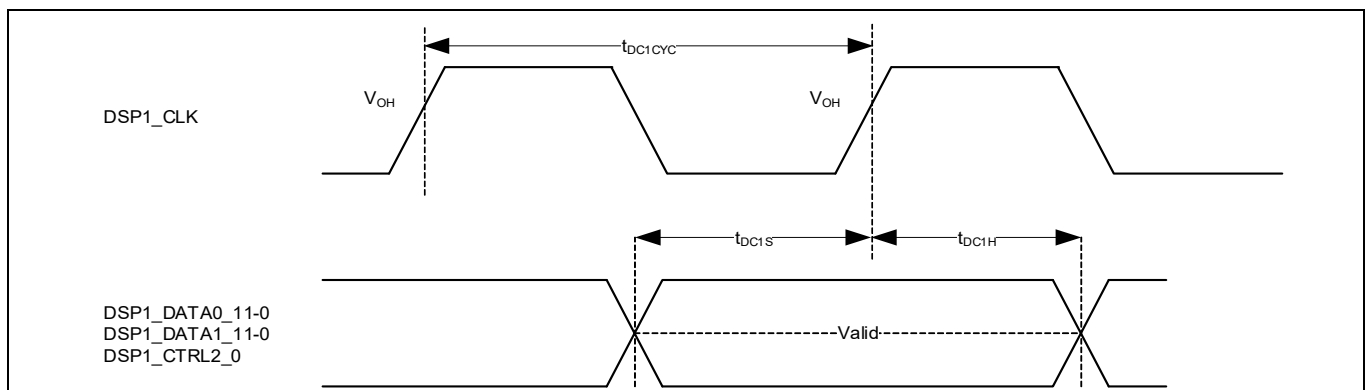 tDC1CYC
VOH
VOH
DSP1_CLK
tDC1S
tDC1H
DSP1_DATA0_11-0
DSP1_DATA1_11-0
Valid
DSP1_CTRL2_0